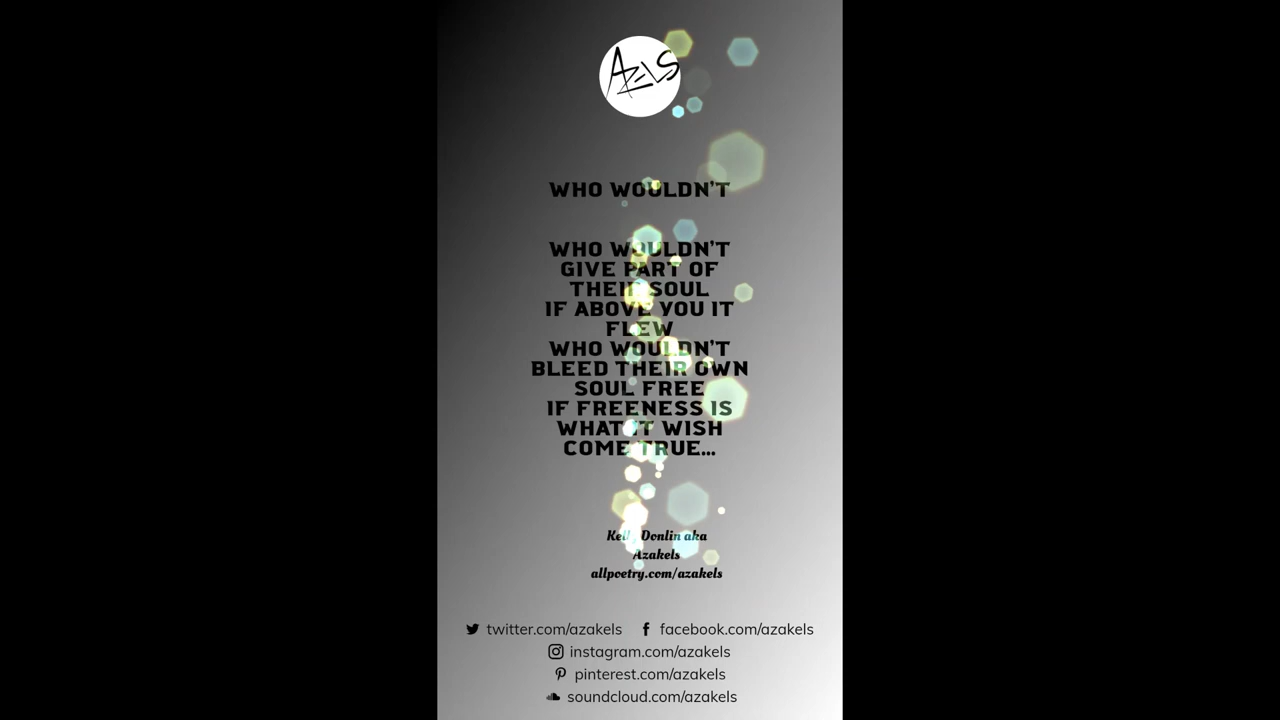 AZELS
WHO WOULDN'T
WHO WOULDN'T
GIVE PART OF
THEIR SOUL
IF ABOVE YOU IT
FLEW
WHO WOULDN'T
BLEED THEIR OWN
SOUL FREE
IF FREENESS IS
WHAT IT WISH
COME TRUE...
Kelly Donlin aka
Azakels
allpoetry.com/azakels
twitter.com/azakels facebook.com/azakels
instagram.com/azakels
pinterest.com/azakels
soundcloud.com/azakels